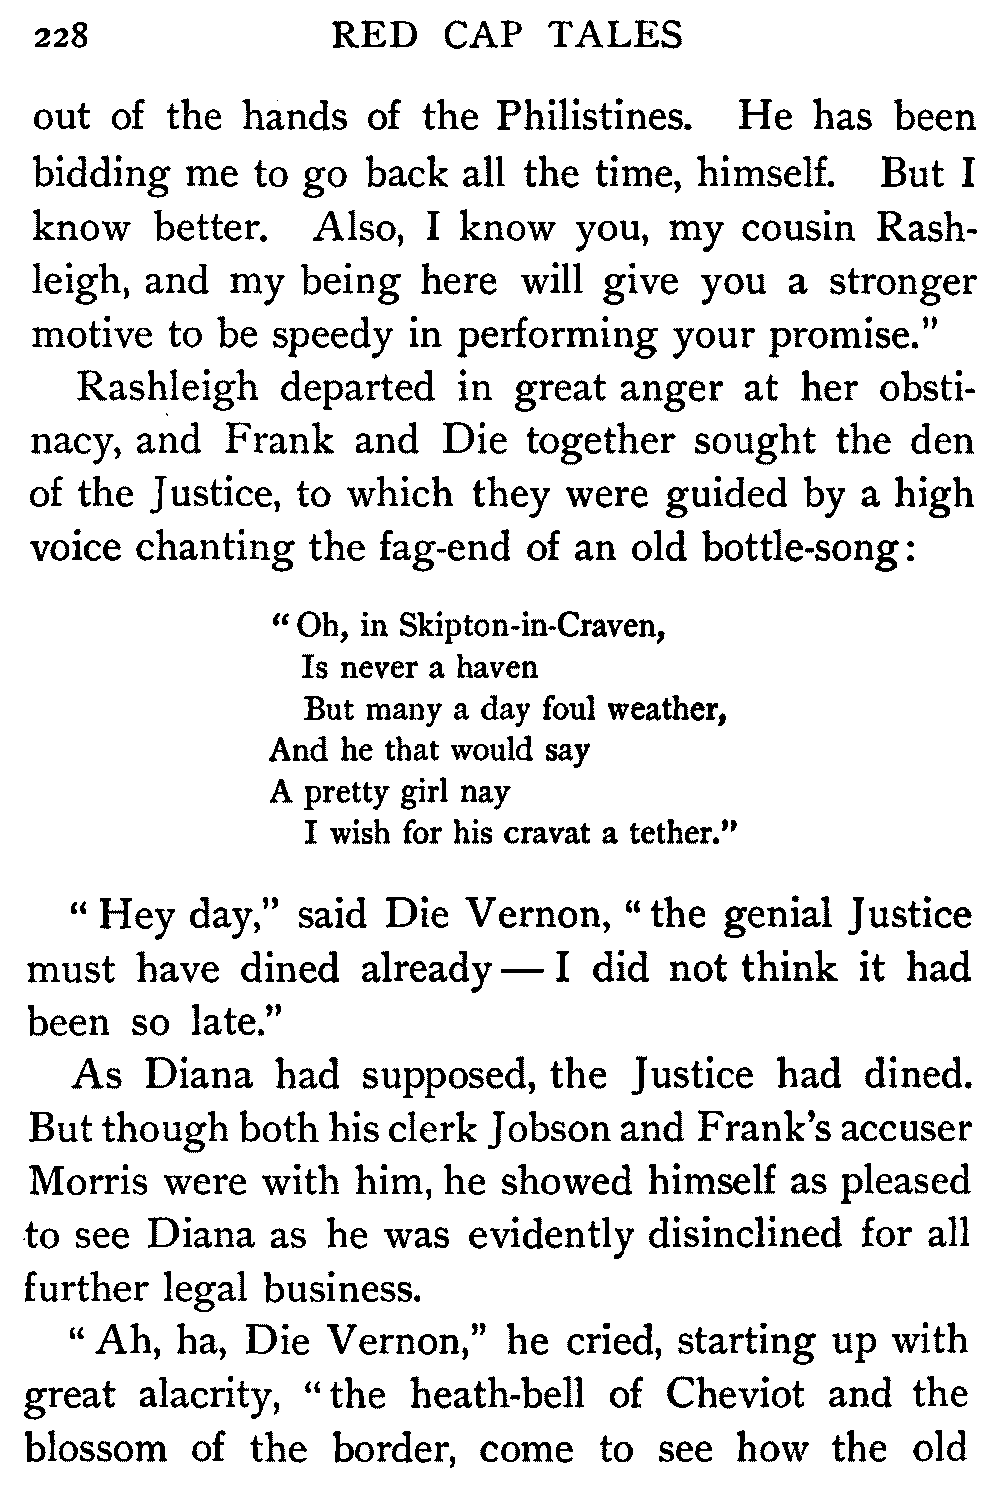 228 RED CAP TALES
out of the hands of the Philistines. He has been
bidding me to go back all the time, himself. But I
know better. Also, I know you, my cousin Rash-
leigh, and my being here will give you a stronger
motive to be speedy in performing your promise."
Rashleigh departed in great anger at her obsti-
nacy, and Frank and Die together sought the den
of the Justice, to which they were guided by a high
voice chanting the fag-end of an old bottle-song:
"Oh, in Skipton-in-Craven,
Is never a haven
But many a day foul weather,
And he that would say
A pretty girl nay
I wish for his cravat a tether."
"Hey day," said Die Vernon, "the genial Justice
must have dined already — I did not think it had
been so late."
As Diana had supposed, the Justice had dined.
But though both his clerk Jobson and Frank's accuser
Morris were with him, he showed himself as pleased
to see Diana as he was evidently disinclined for all
further legal business.
"Ah, ha, Die Vernon," he cried, starting up with
great alacrity, "the heath-bell of Cheviot and the
blossom of the border, come to see how the old